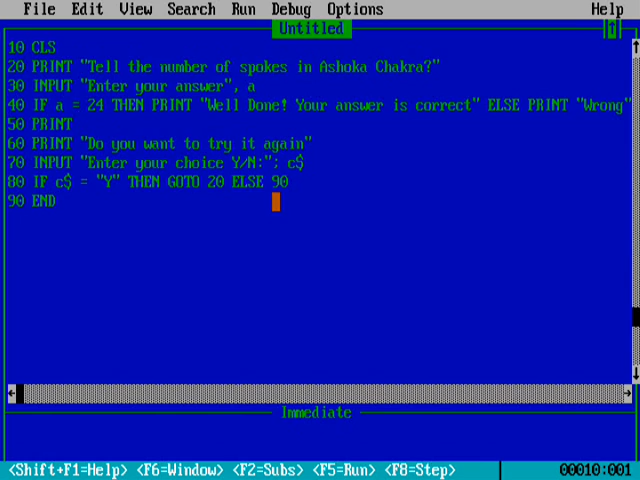 File Edit View Search Run Debug Options Help
Untitled
10 CLS
20 PRINT "Tell the number of spokes in Ashoka Chakra?"
30 INPUT "Enter your answer", a
40 IF a = 24 THEN PRINT "Well Done! Your answer is correct" ELSE PRINT "Wrong"
50 PRINT
60 PRINT "Do you want to try it again"
70 INPUT "Enter your choice Y/N:"; c$
80 IF c$ = "Y" THEN GOTO 20 ELSE 90
90 END
Immediate
<Shift+F1=Help> <F6=Window> <F2=Subs> <F5=Run> <F8=Step> 00010:001